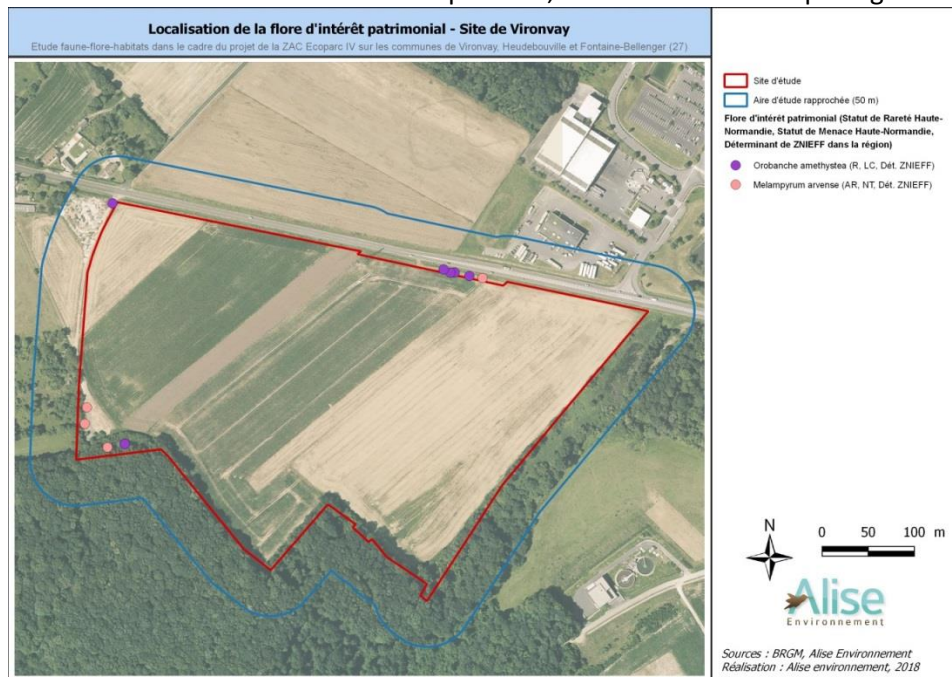 Localisation de la flore d'intérêt patrimonial - Site de Vironvay
Etude faune-flore-habitats dans le cadre du projet de la ZAC Ecoparc IV sur les communes de Vironvay, Heudebouville et Fontaine-Bellenger (27)
Site d'étude
Aire d'étude rapprochée (50 m)
Flore d'intérêt patrimonial (Statut de Rareté Haute-
Normandie, Statut de Menace Haute-Normandie,
Déterminant de ZNIEFF dans la région)
Orobanche amethystea (R, LC, Dét. ZNIEFF)
Melampyrum arvense (AR, NT, Dét. ZNIEFF)
N
0 50 100 m
Alise
Environnement
Sources : BRGM, Alise Environnement
Réalisation : Alise environnement, 2018